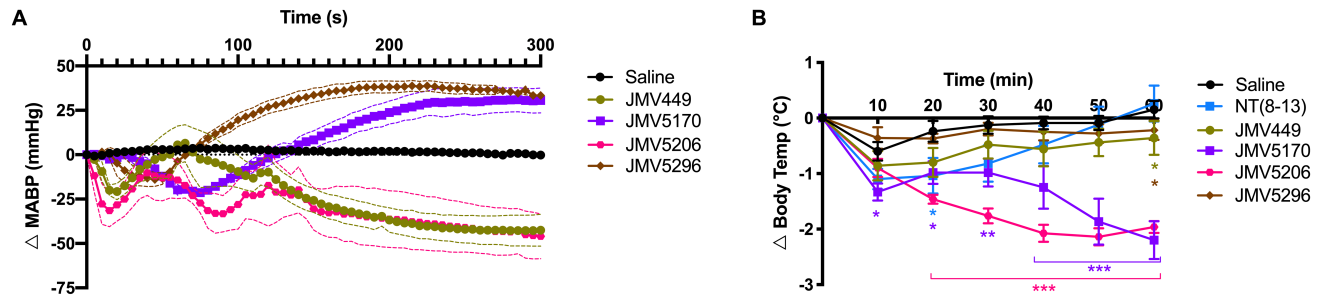 A
Time (s)
0 100 200 300
50
25
0
-25
-50
-75
△ MABP (mmHg)
Saline
JMV449
JMV5170
JMV5206
JMV5296
B
Time (min)
10 20 30 40 50 60
1
0
-1
-2
-3
△ Body Temp (°C)
* * * ** * *
***
***
Saline
NT(8-13)
JMV449
JMV5170
JMV5206
JMV5296